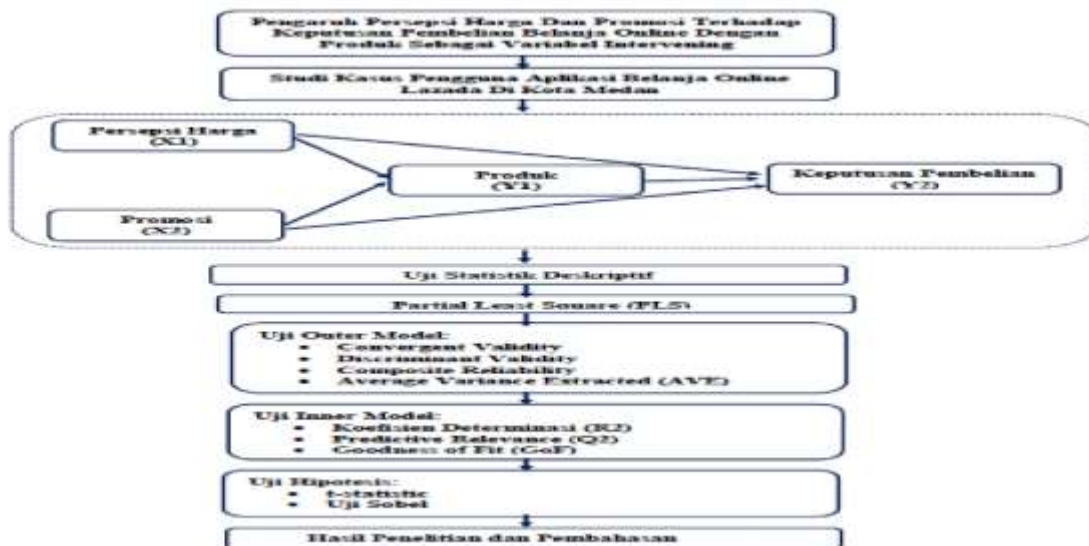 Pengaruh Persepsi Harga Dan Promosi Terhadap
Keputusan Pembelian Belanja Online Dengan
Produk Sebagai Variabel Intervening
Studi Kasus Pengguna Aplikasi Belanja Online
Lazada Di Kota Medan
Persepsi Harga
(X1)
Produk
(Y1)
Keputusan Pembelian
(Y2)
Promosi
(X2)
Uji Statistik Deskriptif
Partial Least Square (PLS)
Uji Outer Model:
• Convergant Validity
• Discriminant Validity
• Composite Reliability
• Average Variance Extracted (AVE)
Uji Inner Model:
• Koefisien Determinasi (R2)
• Predictive Relevance (Q2)
• Goodness of Fit (GoF)
Uji Hipotesis:
• t-statistic
• Uji Sobel
Hasil Penelitian dan Pembahasan